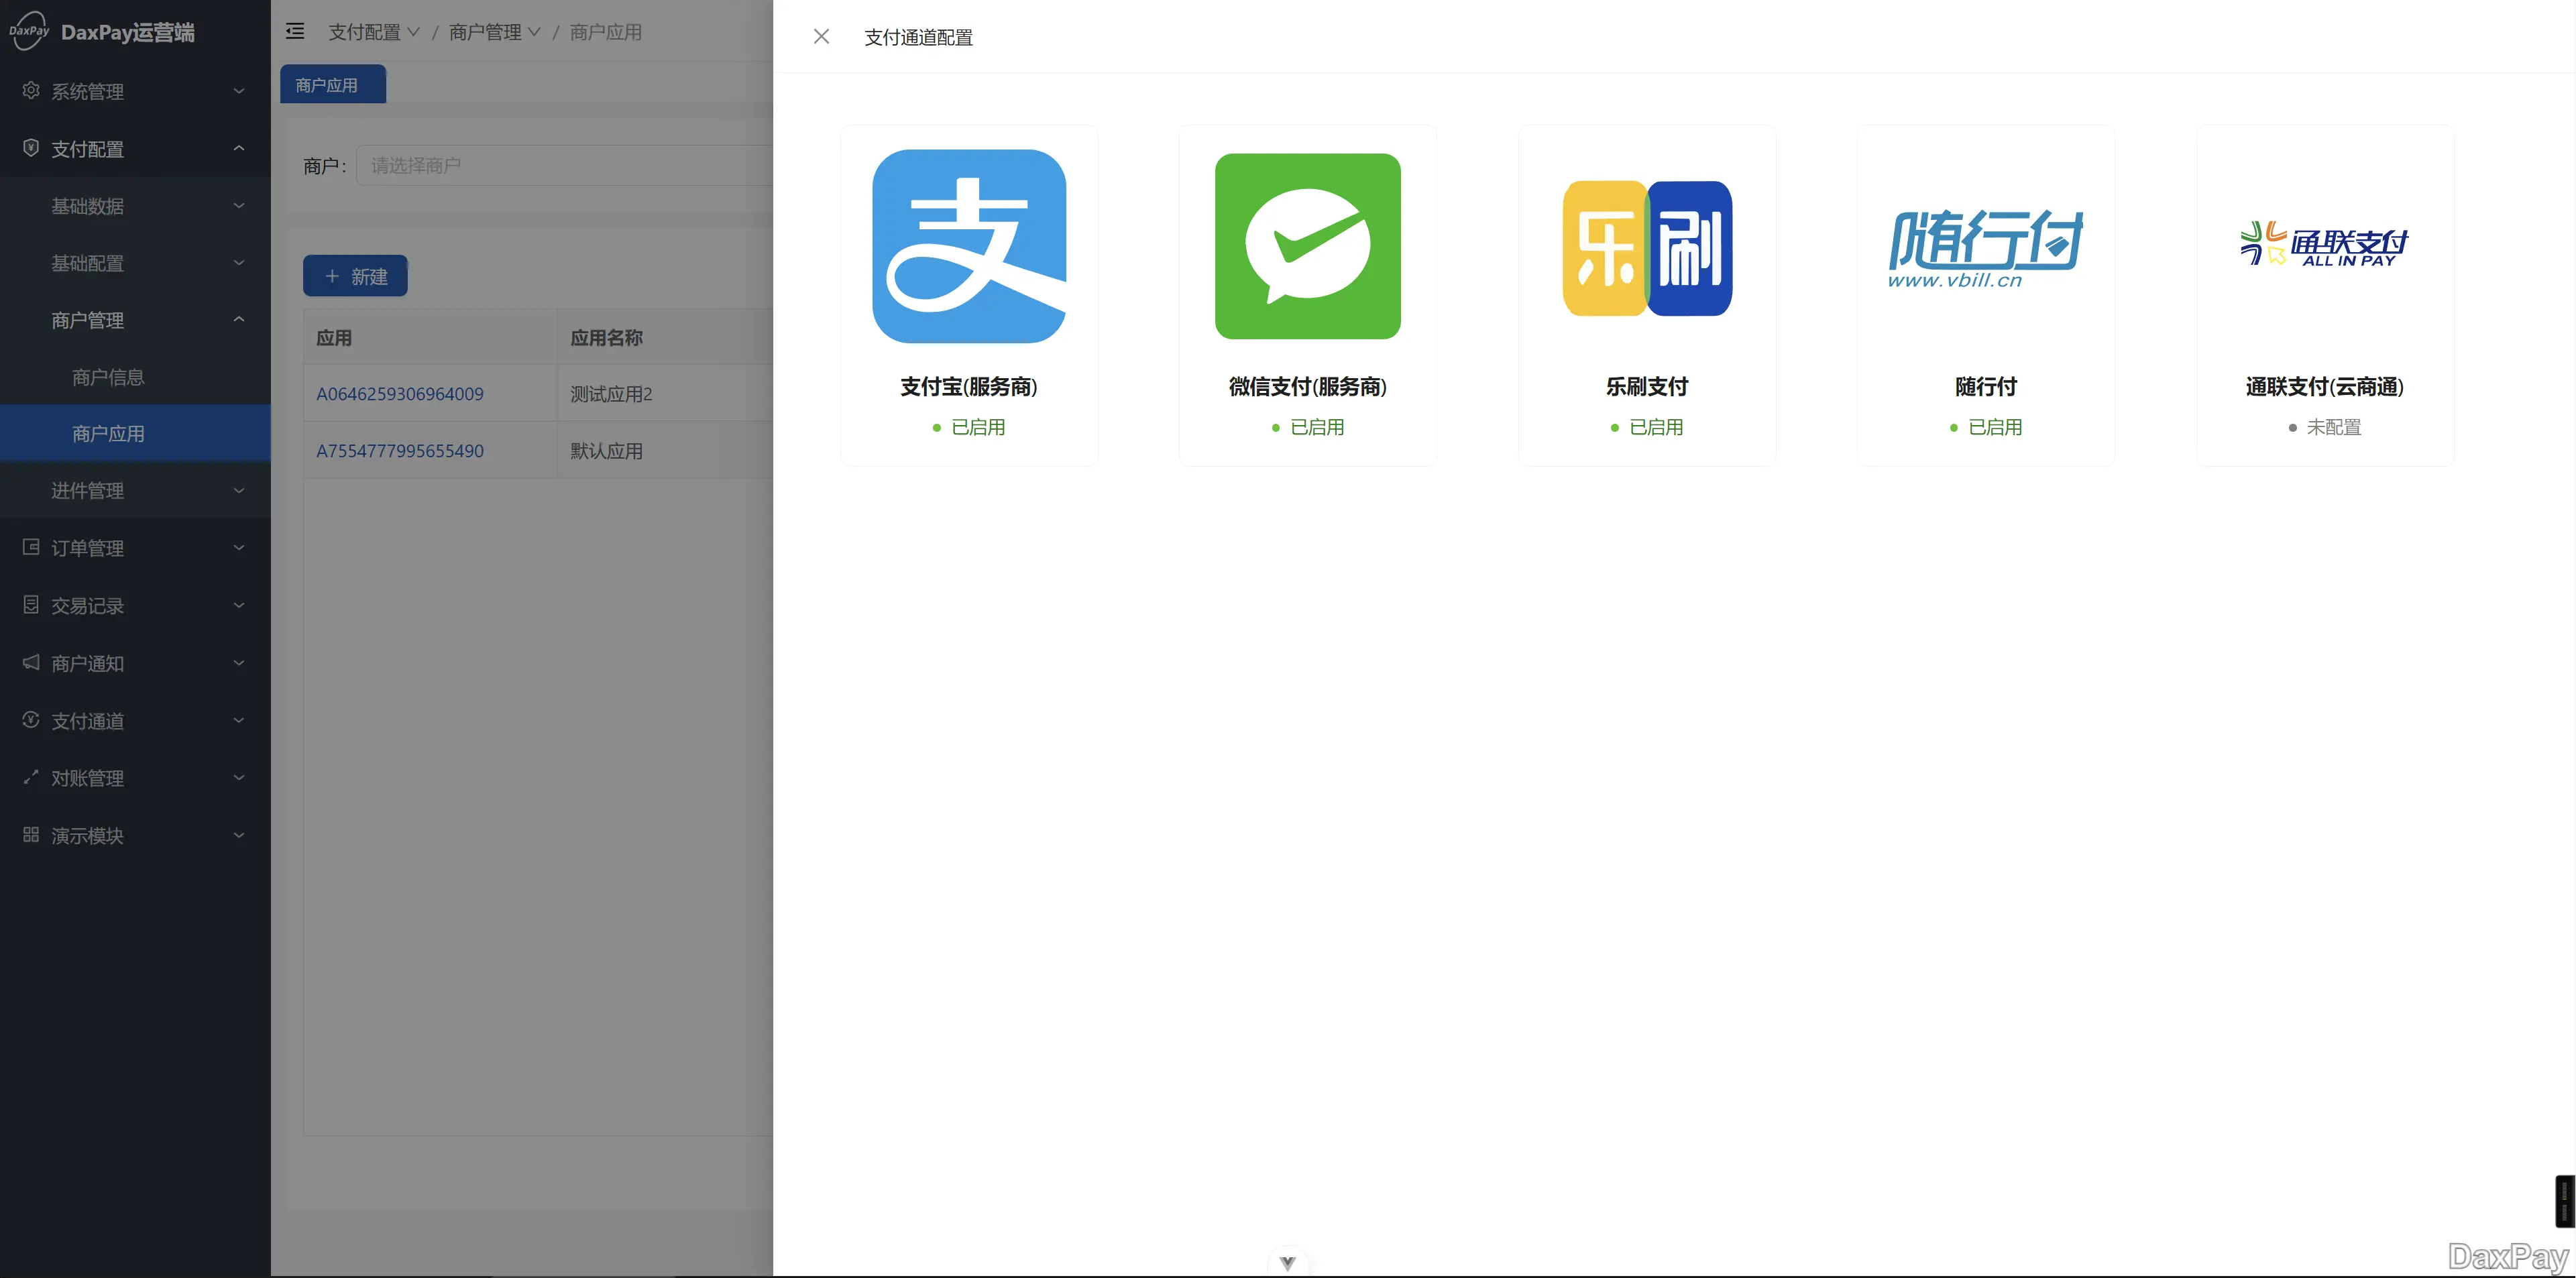 DaxPay
DaxPay运营端
系统管理
支付配置
基础数据
基础配置
商户管理
商户信息
商户应用
进件管理
订单管理
交易记录
商户通知
支付通道
对账管理
演示模块
支付配置 / 商户管理 / 商户应用
商户应用
商户: 请选择商户
+ 新建
应用 应用名称
A0646259306964009 测试应用2
A7554777995655490 默认应用
支付通道配置
支
支付宝(服务商)
已启用
微信支付(服务商)
已启用
乐刷
乐刷支付
已启用
随行付
www.vbill.cn
随行付
已启用
通联支付
ALL IN PAY
通联支付(云商通)
未配置
DaxPay